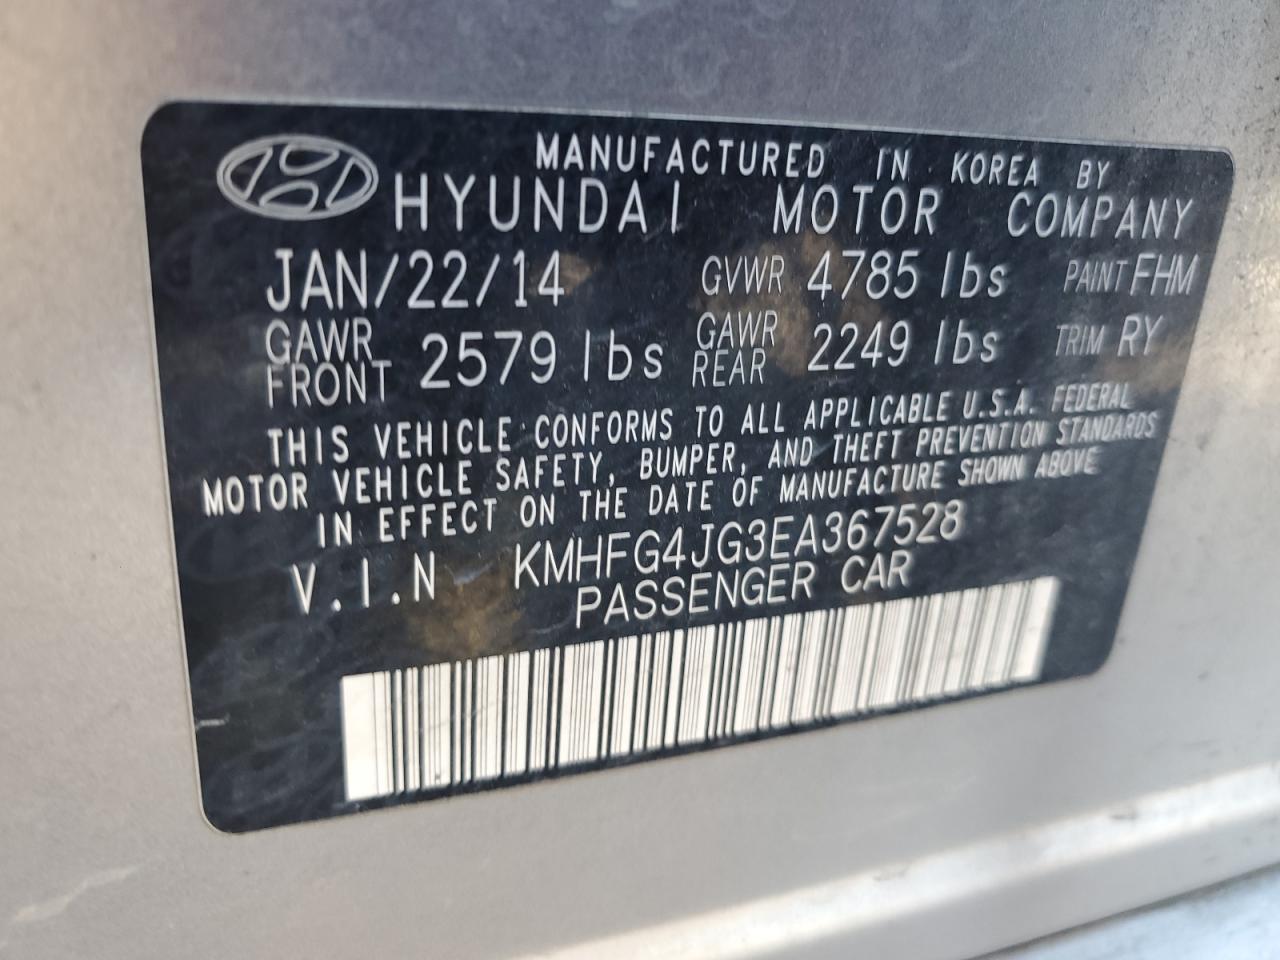 MANUFACTURED IN KOREA BY
HYUNDAI MOTOR COMPANY
JAN/22/14 GVWR 4785 lbs PAINT FHM
GAWR FRONT 2579 lbs GAWR REAR 2249 lbs TRIM RY
THIS VEHICLE CONFORMS TO ALL APPLICABLE U.S.A. FEDERAL
MOTOR VEHICLE SAFETY, BUMPER, AND THEFT PREVENTION STANDARDS
IN EFFECT ON THE DATE OF MANUFACTURE SHOWN ABOVE
V.I.N KMHFG4JG3EA367528
PASSENGER CAR